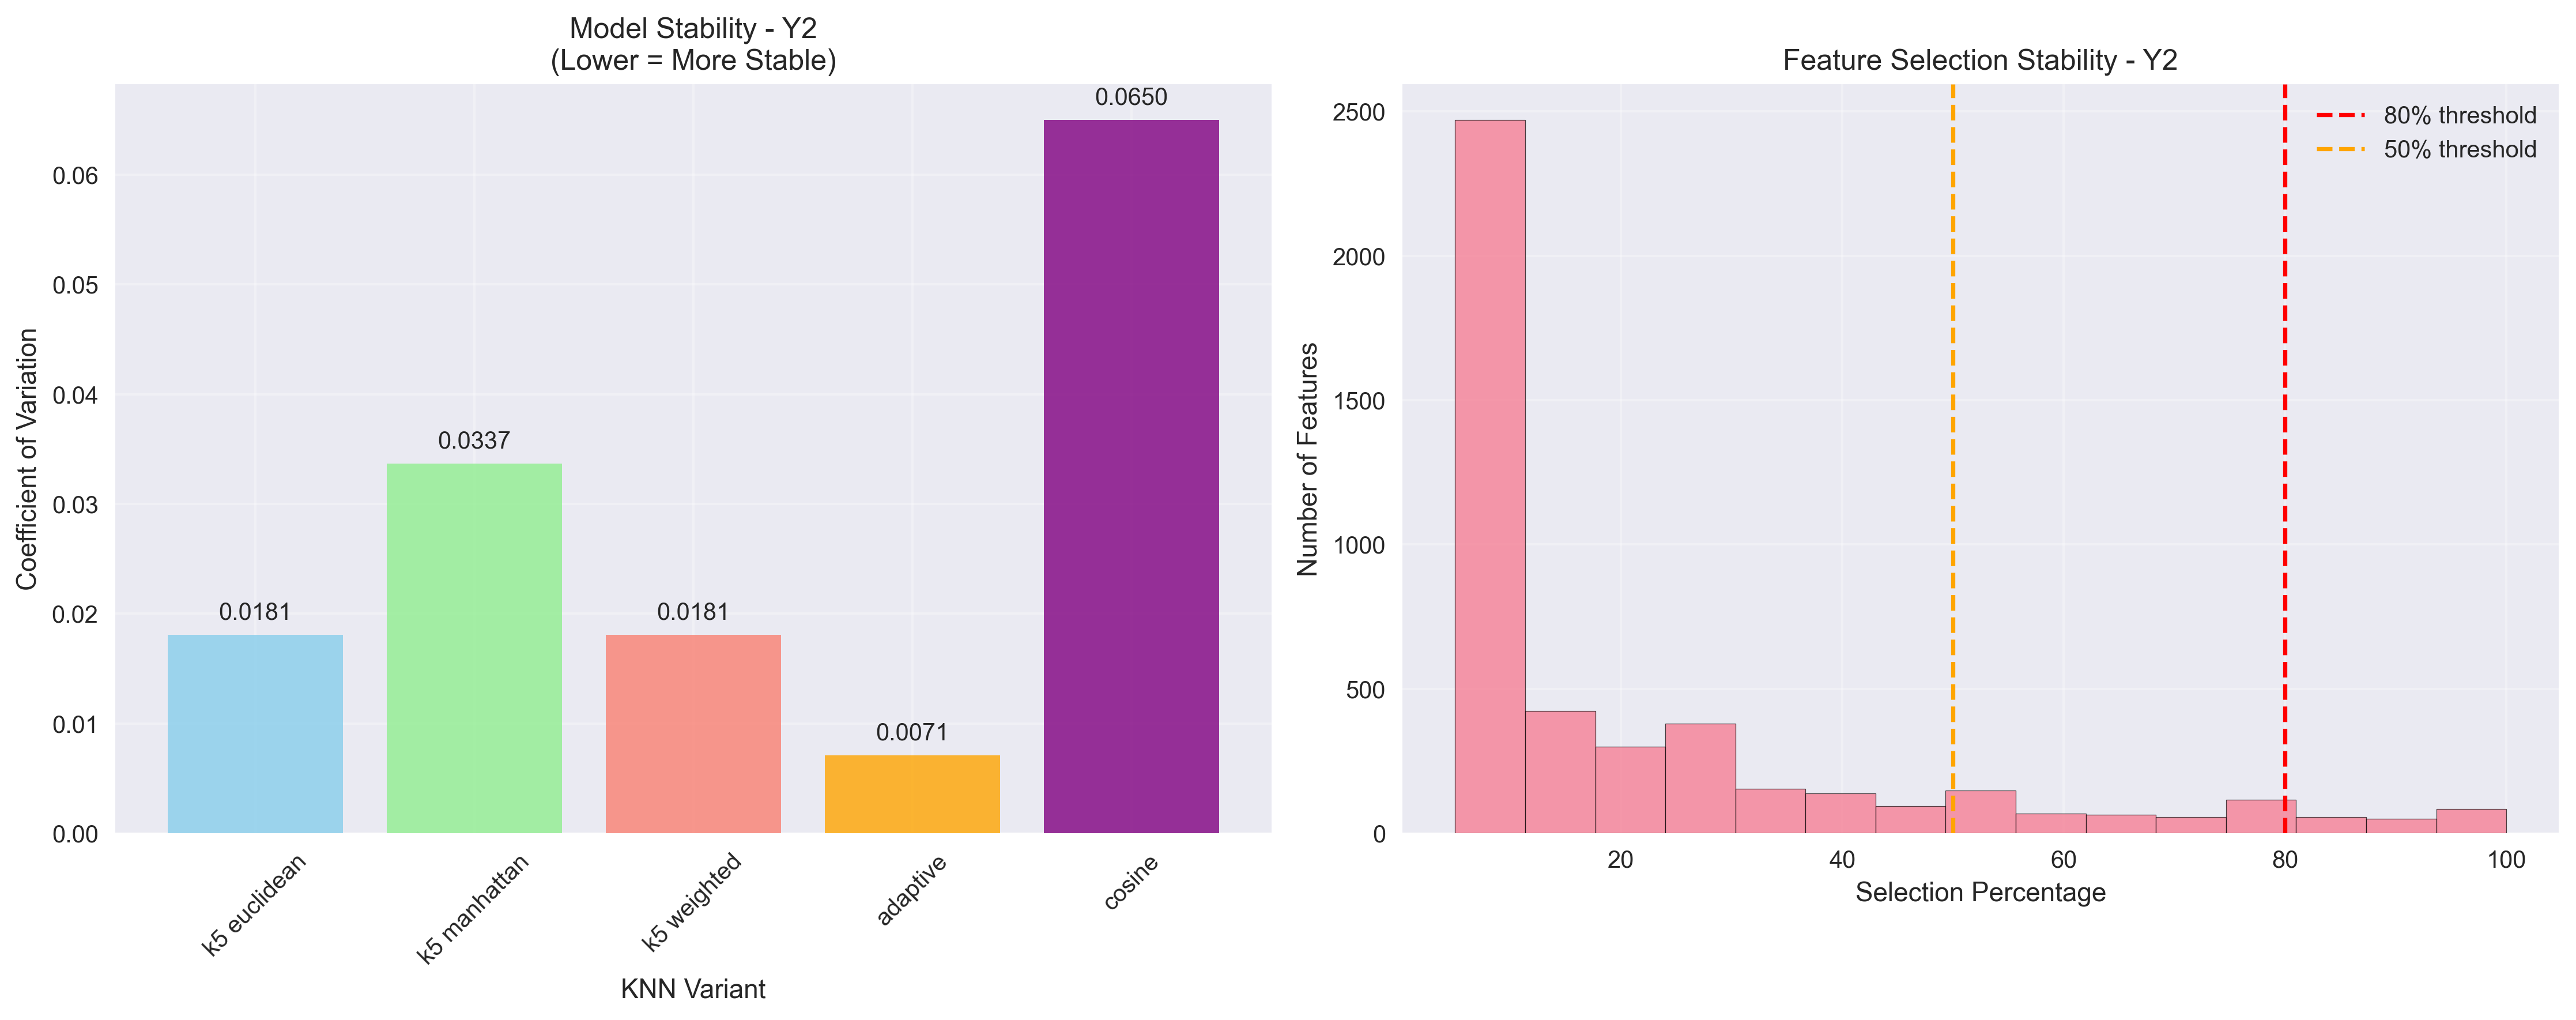 Model Stability - Y2
(Lower = More Stable)
Coefficient of Variation
0.06
0.05
0.04
0.03
0.02
0.01
0.00
0.0181
0.0337
0.0181
0.0071
0.0650
k5 euclidean
k5 manhattan
k5 weighted
adaptive
cosine
KNN Variant
Feature Selection Stability - Y2
Number of Features
2500
2000
1500
1000
500
0
80% threshold
50% threshold
20
40
60
80
100
Selection Percentage